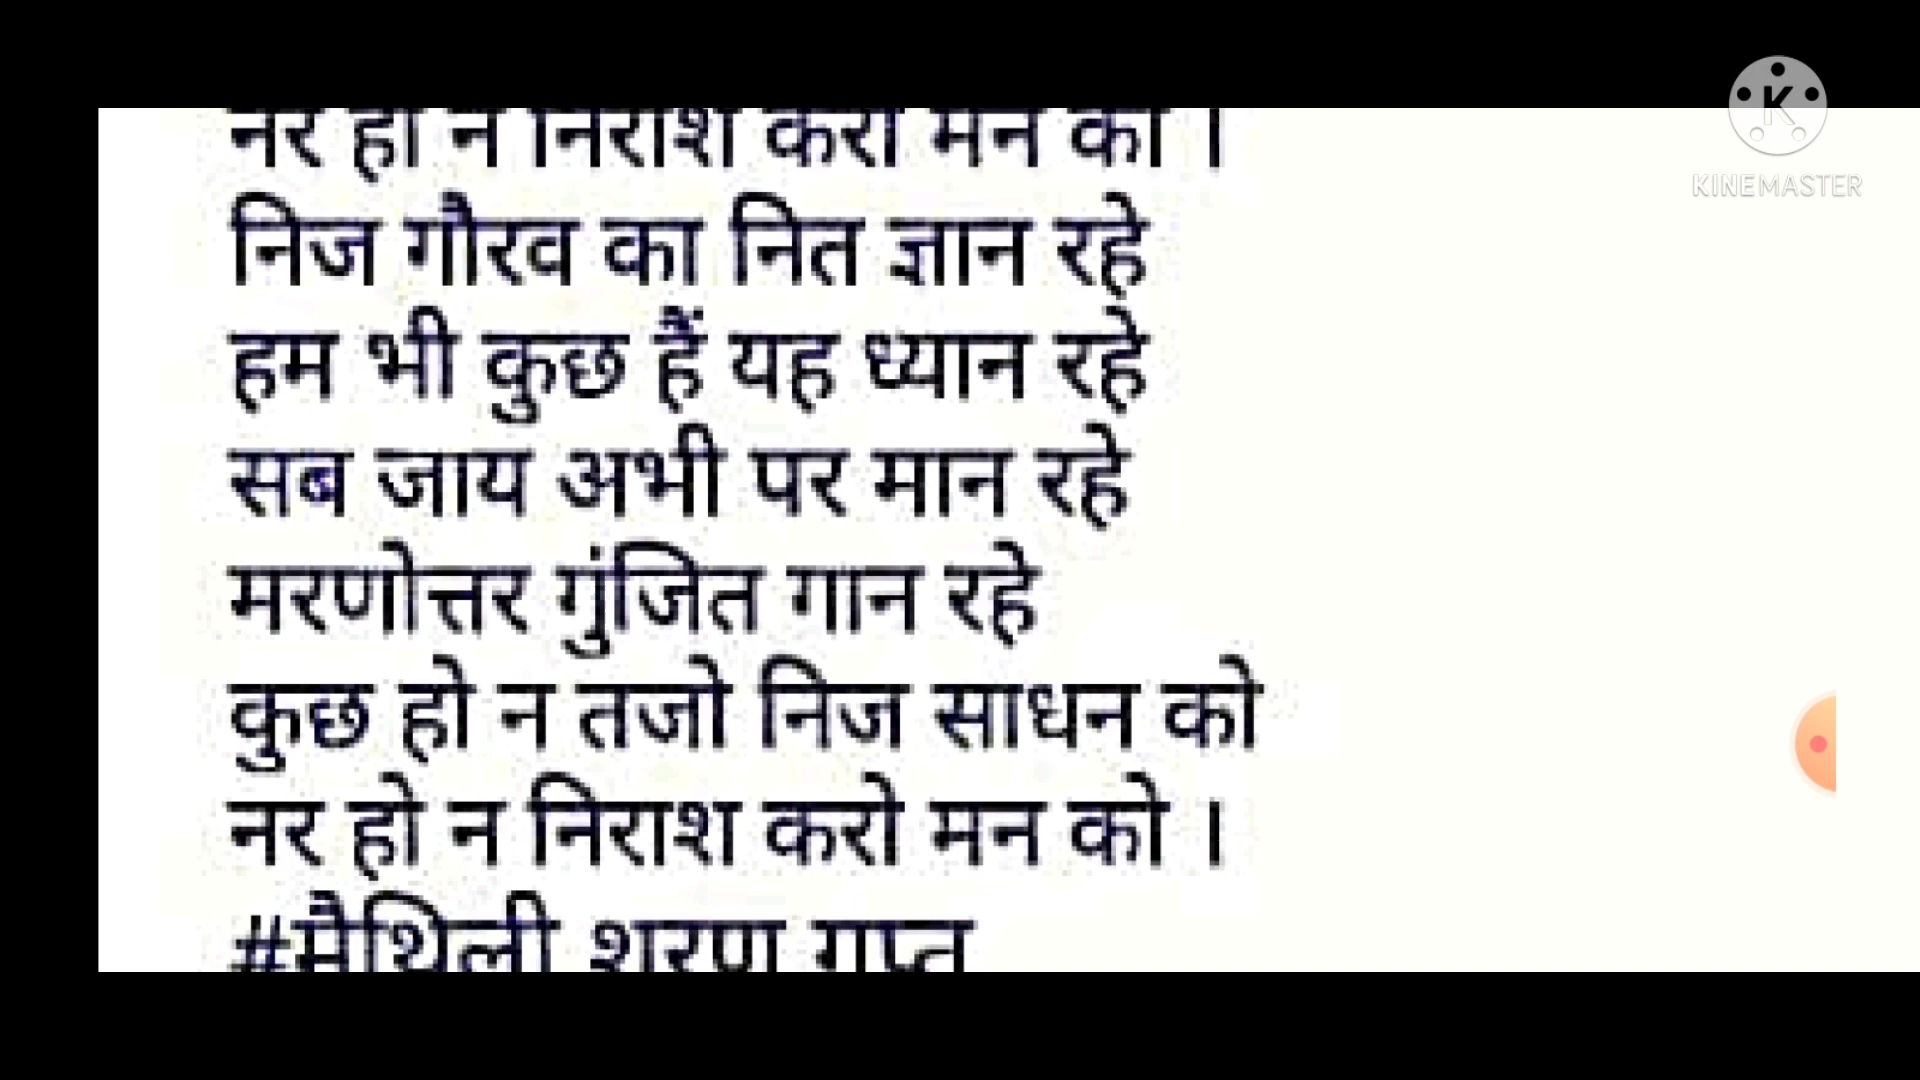 नर हो न निराश करो मन को ।
निज गौरव का नित ज्ञान रहे
हम भी कुछ हैं यह ध्यान रहे
सब जाय अभी पर मान रहे
मरणोत्तर गुंजित गान रहे
कुछ हो न तजो निज साधन को
नर हो न निराश करो मन को ।
#मैथिली शरण गुप्त
K
KINEMASTER